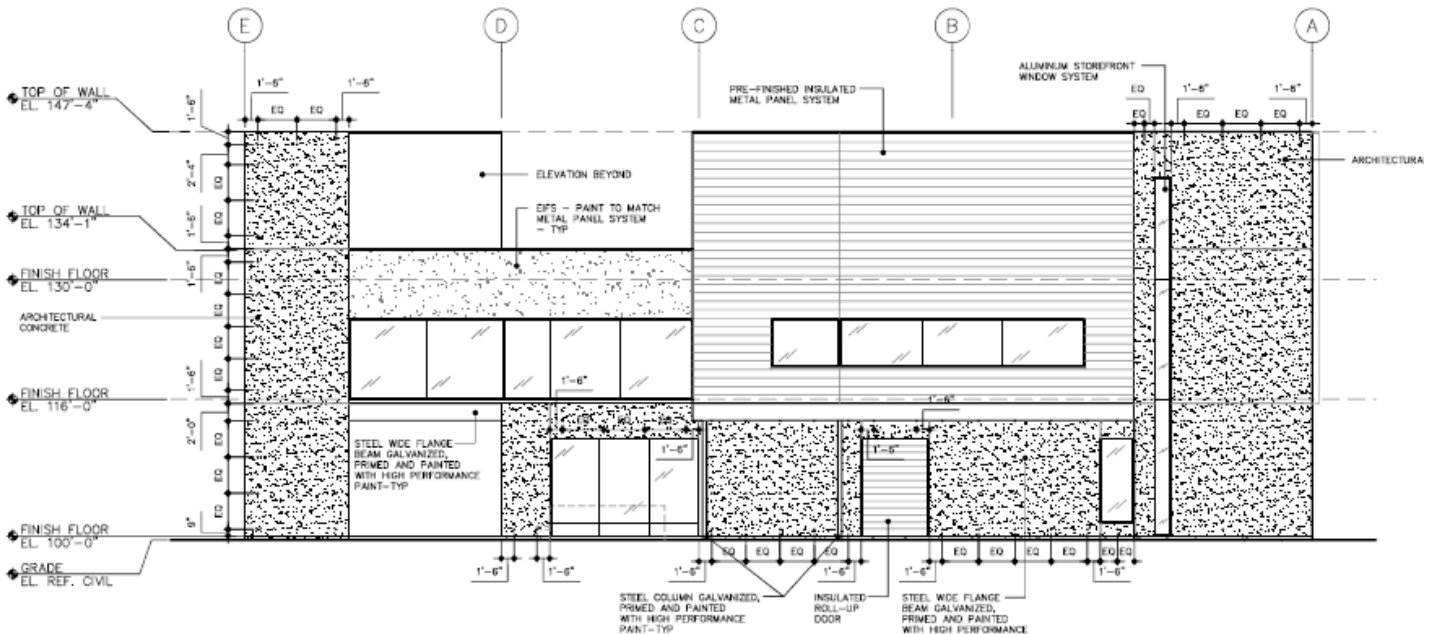 E
D
C
B
A
TOP OF WALL
EL. 147'-4"
TOP OF WALL
EL. 134'-1"
FINISH FLOOR
EL. 130'-0"
ARCHITECTURAL
CONCRETE
FINISH FLOOR
EL. 116'-0"
FINISH FLOOR
EL. 100'-0"
GRADE
EL. REF. CIVIL
1'-6"
1'-6"
EQ
EQ
1'-6"
2'-4"
EQ
EQ
1'-6"
1'-6"
EQ
EQ
EQ
1'-6"
2'-0"
EQ
EQ
EQ
9"
PRE-FINISHED INSULATED
METAL PANEL SYSTEM
ALUMINUM STOREFRONT
WINDOW SYSTEM
EQ
EQ
1'-6"
1'-6"
EQ
EQ
EQ
ARCHITECTURA
ELEVATION BEYOND
EIFS - PAINT TO MATCH
METAL PANEL SYSTEM
- TYP
1'-6"
EQ
EQ
1'-6"
1'-6"
1'-6"
STEEL WIDE FLANGE
BEAM GALVANIZED,
PRIMED AND PAINTED
WITH HIGH PERFORMANCE
PAINT-TYP
EQ
EQ
EQ
EQ
EQ
EQ
EQ
EQ
EQ
EQ
1'-6"
1'-6"
1'-6"
1'-6"
1'-6"
1'-6"
STEEL COLUMN GALVANIZED,
PRIMED AND PAINTED
WITH HIGH PERFORMANCE
PAINT-TYP
INSULATED
ROLL-UP
DOOR
STEEL WIDE FLANGE
BEAM GALVANIZED,
PRIMED AND PAINTED
WITH HIGH PERFORMANCE